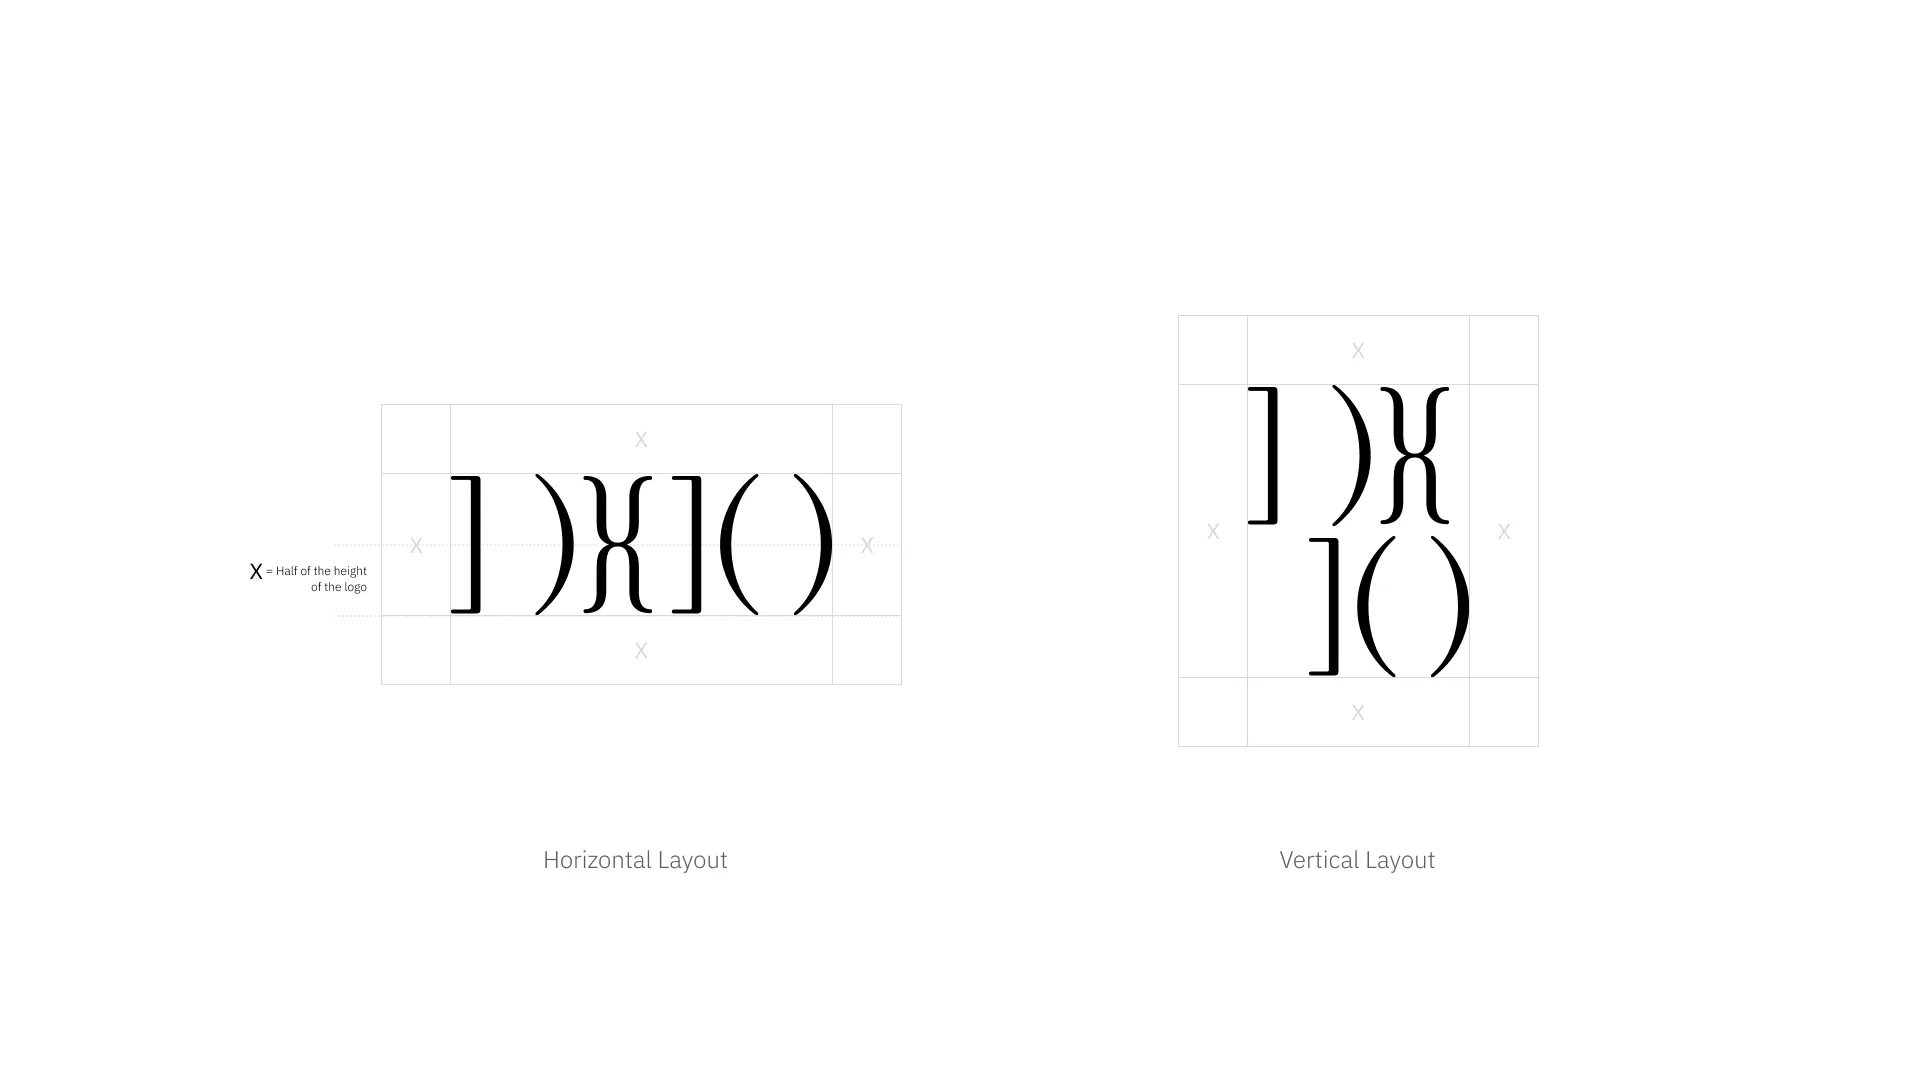 X
] )}{ ]( )
X
X
X = Half of the height
of the logo
X
Horizontal Layout
X
] )}{
X
X
]( )
X
Vertical Layout